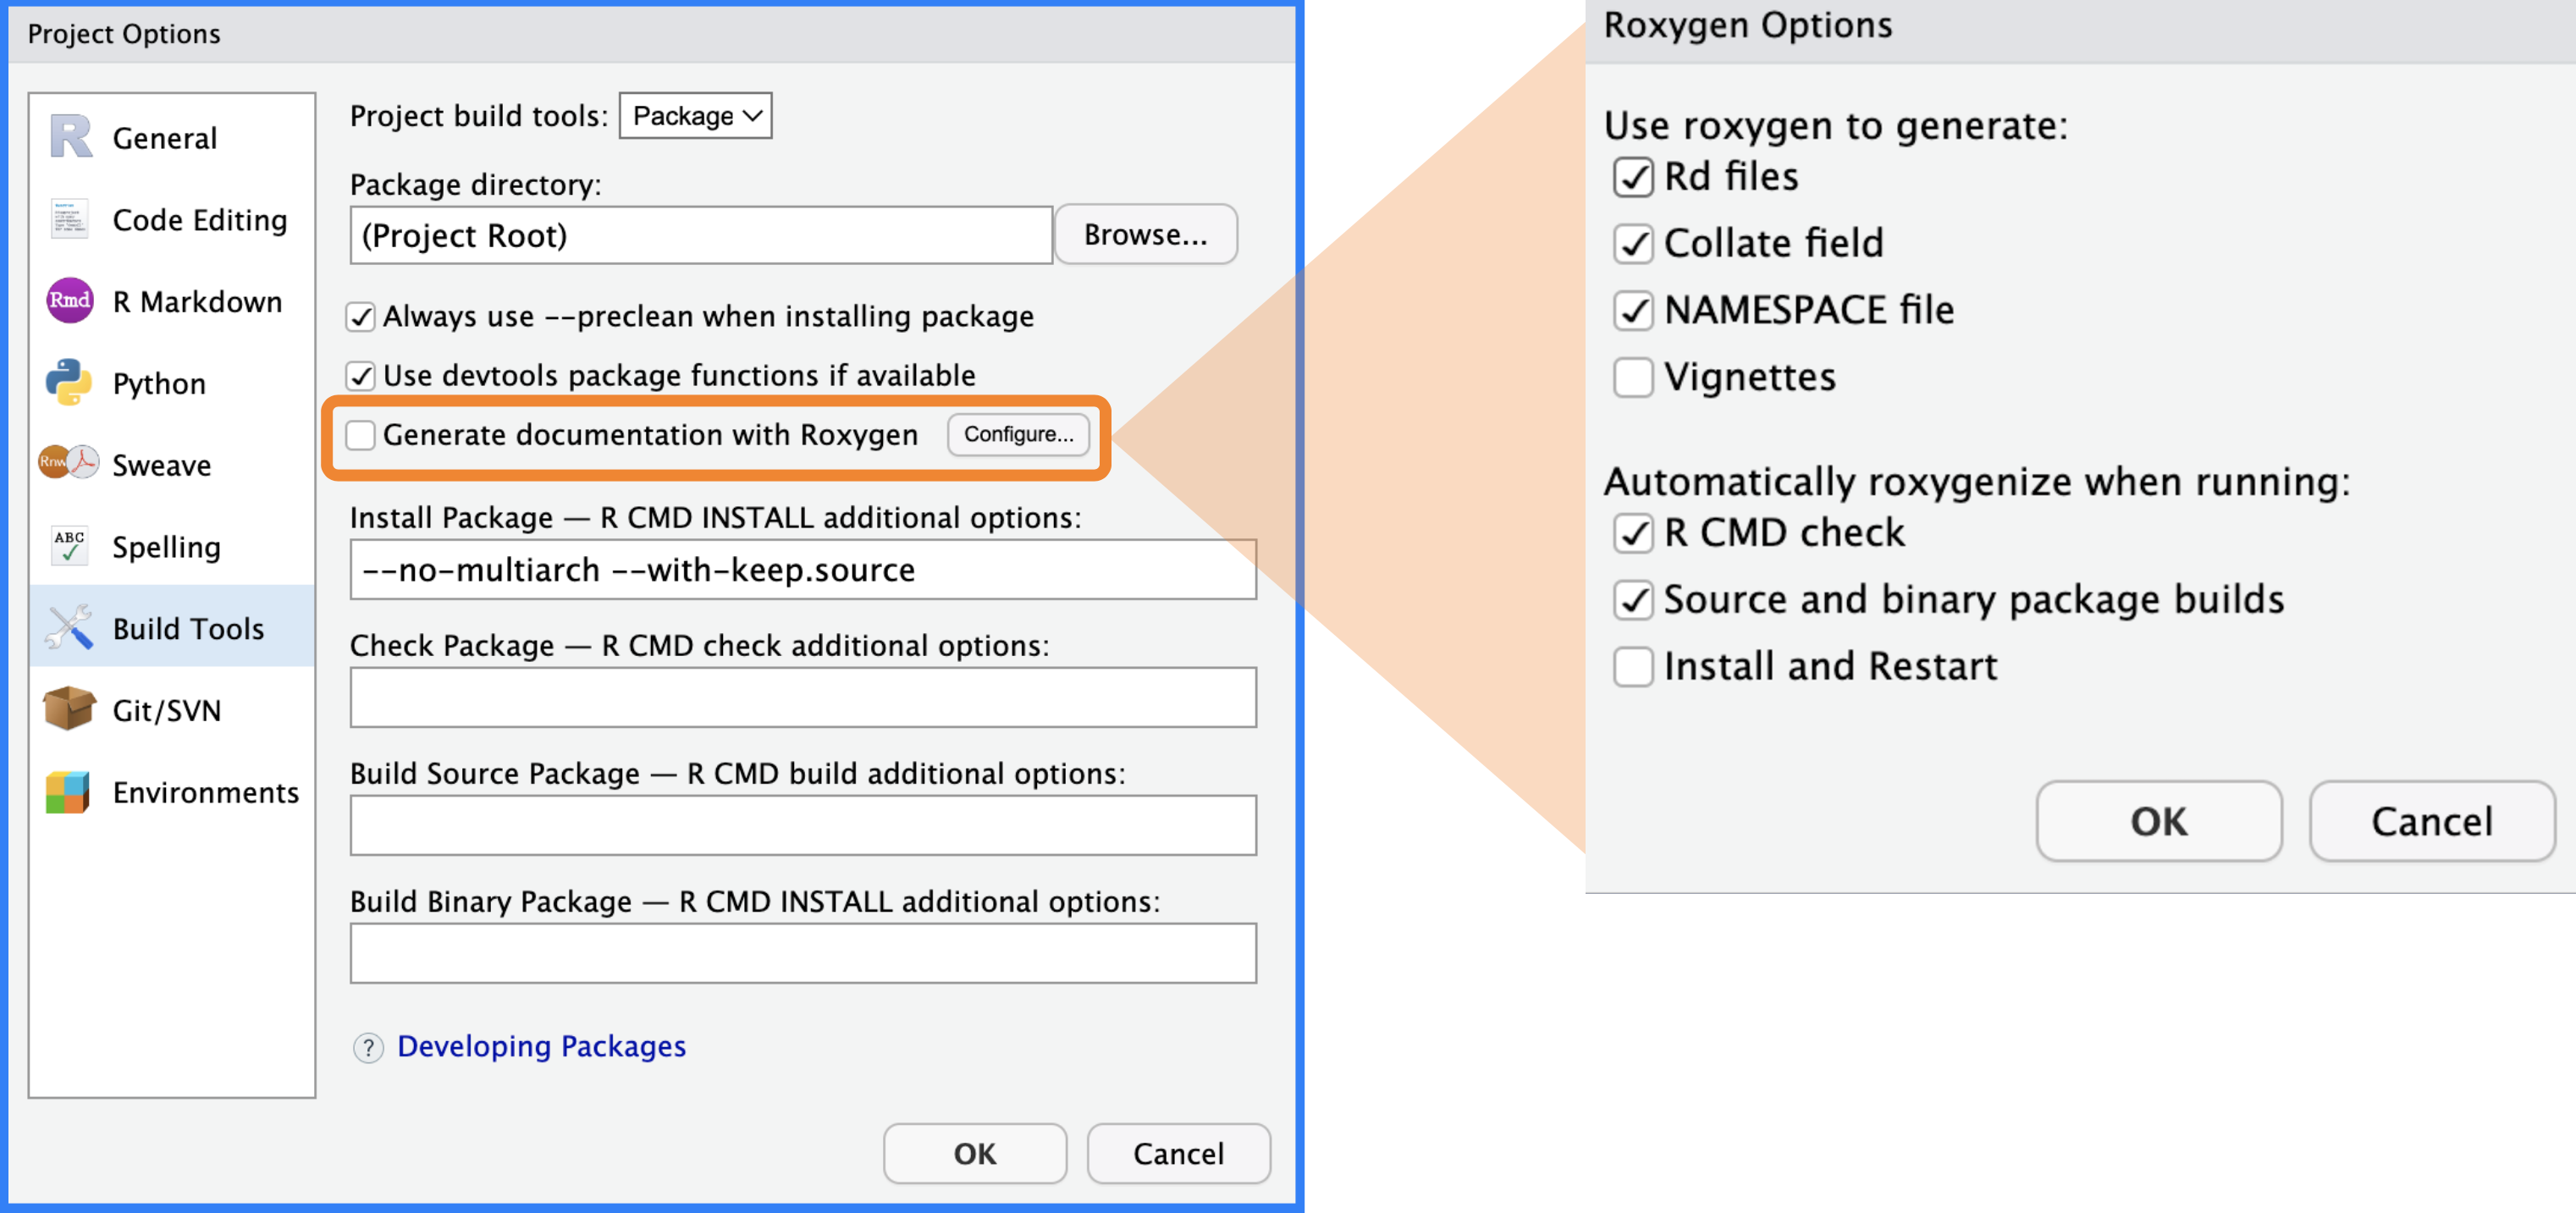 Project Options
General
Code Editing
Rmd R Markdown
Python
Rnw Sweave
ABC Spelling
Build Tools
Git/SVN
Environments
Project build tools: Package
Package directory:
(Project Root) Browse...
Always use --preclean when installing package
Use devtools package functions if available
Generate documentation with Roxygen Configure...
Install Package — R CMD INSTALL additional options:
--no-multiarch --with-keep.source
Check Package — R CMD check additional options:
Build Source Package — R CMD build additional options:
Build Binary Package — R CMD INSTALL additional options:
? Developing Packages
OK Cancel
Roxygen Options
Use roxygen to generate:
Rd files
Collate field
NAMESPACE file
Vignettes
Automatically roxygenize when running:
R CMD check
Source and binary package builds
Install and Restart
OK Cancel